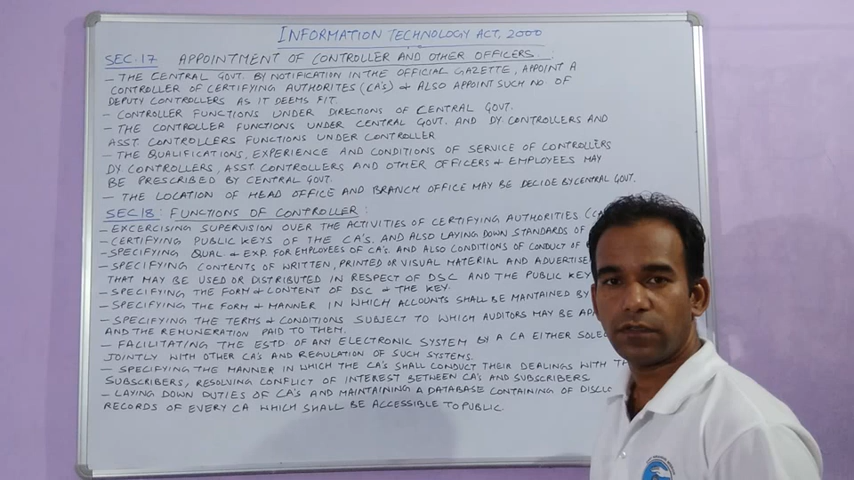 INFORMATION TECHNOLOGY ACT, 2000
SEC.17 APPOINTMENT OF CONTROLLER AND OTHER OFFICERS:
- THE CENTRAL GOVT. BY NOTIFICATION IN THE OFFICIAL GAZETTE, APPOINT A
CONTROLLER OF CERTIFYING AUTHORITES (CA'S) & ALSO APPOINT SUCH NO. OF
DEPUTY CONTROLLERS AS IT DEEMS FIT.
- CONTROLLER FUNCTIONS UNDER DIRECTIONS OF CENTRAL GOVT.
- THE CONTROLLER FUNCTIONS UNDER CENTRAL GOVT. AND DY CONTROLLERS AND
ASST CONTROLLERS FUNCTIONS UNDER CONTROLLER
- THE QUALIFICATIONS, EXPERIENCE AND CONDITIONS OF SERVICE OF CONTROLLERS
DY CONTROLLERS, ASST CONTROLLERS AND OTHER OFFICERS & EMPLOYEES MAY
BE PRESCRIBED BY CENTRAL GOVT.
- THE LOCATION OF HEAD OFFICE AND BRANCH OFFICE MAY BE DECIDE BY CENTRAL GOVT.
SEC 18: FUNCTIONS OF CONTROLLER:
- EXCERCISING SUPERVISION OVER THE ACTIVITIES OF CERTIFYING AUTHORITIES
- CERTIFYING PUBLIC KEYS OF THE CA'S. AND ALSO LAYING DOWN STANDARDS OF
- SPECIFYING QUAL. & EXP. FOR EMPLOYEES OF CA'S. AND ALSO CONDITIONS OF CONDUCT OF
- SPECIFYING CONTENTS OF WRITTEN, PRINTED OR VISUAL MATERIAL AND
THAT MAY BE USED OR DISTRIBUTED IN RESPECT OF DSC AND THE PUBLIC KEY
- SPECIFYING THE FORM & CONTENT OF DSC & THE KEY.
- SPECIFYING THE FORM & MANNER IN WHICH ACCOUNTS SHALL BE MANTAINED BY
- SPECIFYING THE TERMS & CONDITIONS SUBJECT TO WHICH AUDITORS MAY BE
AND THE REMUNERATION PAID TO THEM.
- FACILITATING THE ESTD. OF ANY ELECTRONIC SYSTEM BY A CA EITHER
JOINTLY WITH OTHER CA'S AND REGULATION OF SUCH SYSTEMS.
- SPECIFYING THE MANNER IN WHICH THE CA'S SHALL CONDUCT THEIR DEALINGS WITH
SUBSCRIBERS, RESOLVING CONFLICT OF INTEREST BETWEEN CA'S AND SUBSCRIBERS.
- LAYING DOWN DUTIES OF CA'S AND MAINTAINING A DATABASE CONTAINING OF
RECORDS OF EVERY CA WHICH SHALL BE ACCESSIBLE TO PUBLIC